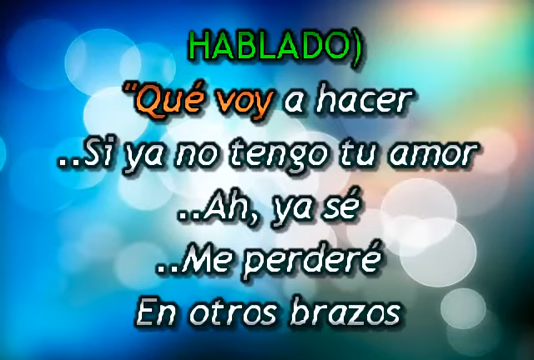 HABLADO)
"Qué voy a hacer
..Si ya no tengo tu amor
..Ah, ya sé
..Me perderé
En otros brazos